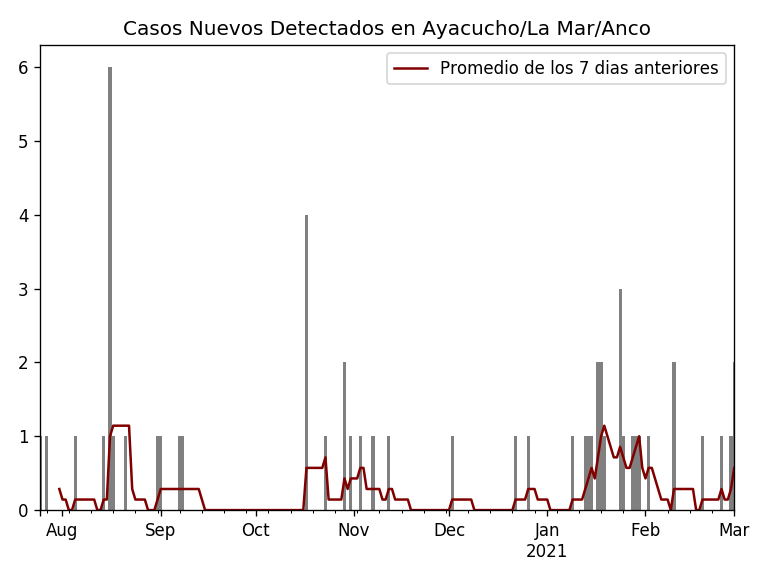 Casos Nuevos Detectados en Ayacucho/La Mar/Anco
Promedio de los 7 dias anteriores
6
5
4
3
2
1
0
Aug Sep Oct Nov Dec Jan Feb Mar
2021